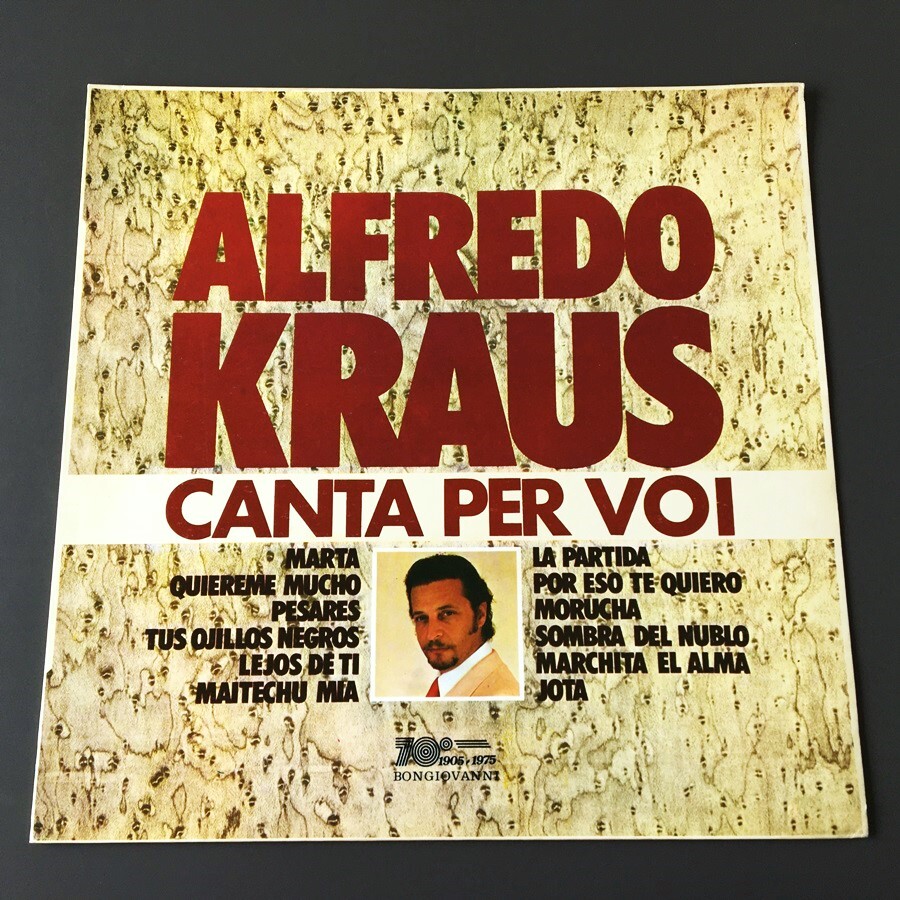 ALFREDO
KRAUS
CANTA PER VOI
MARTA
QUIEREME MUCHO
PESARES
TUS OJILLOS NEGROS
LEJOS DE TI
MAITECHU MIA
LA PARTIDA
POR ESO TE QUIERO
MORUCHA
SOMBRA DEL NUBLO
MARCHITA EL ALMA
JOTA
70°
1905-1975
BONGIOVANNI